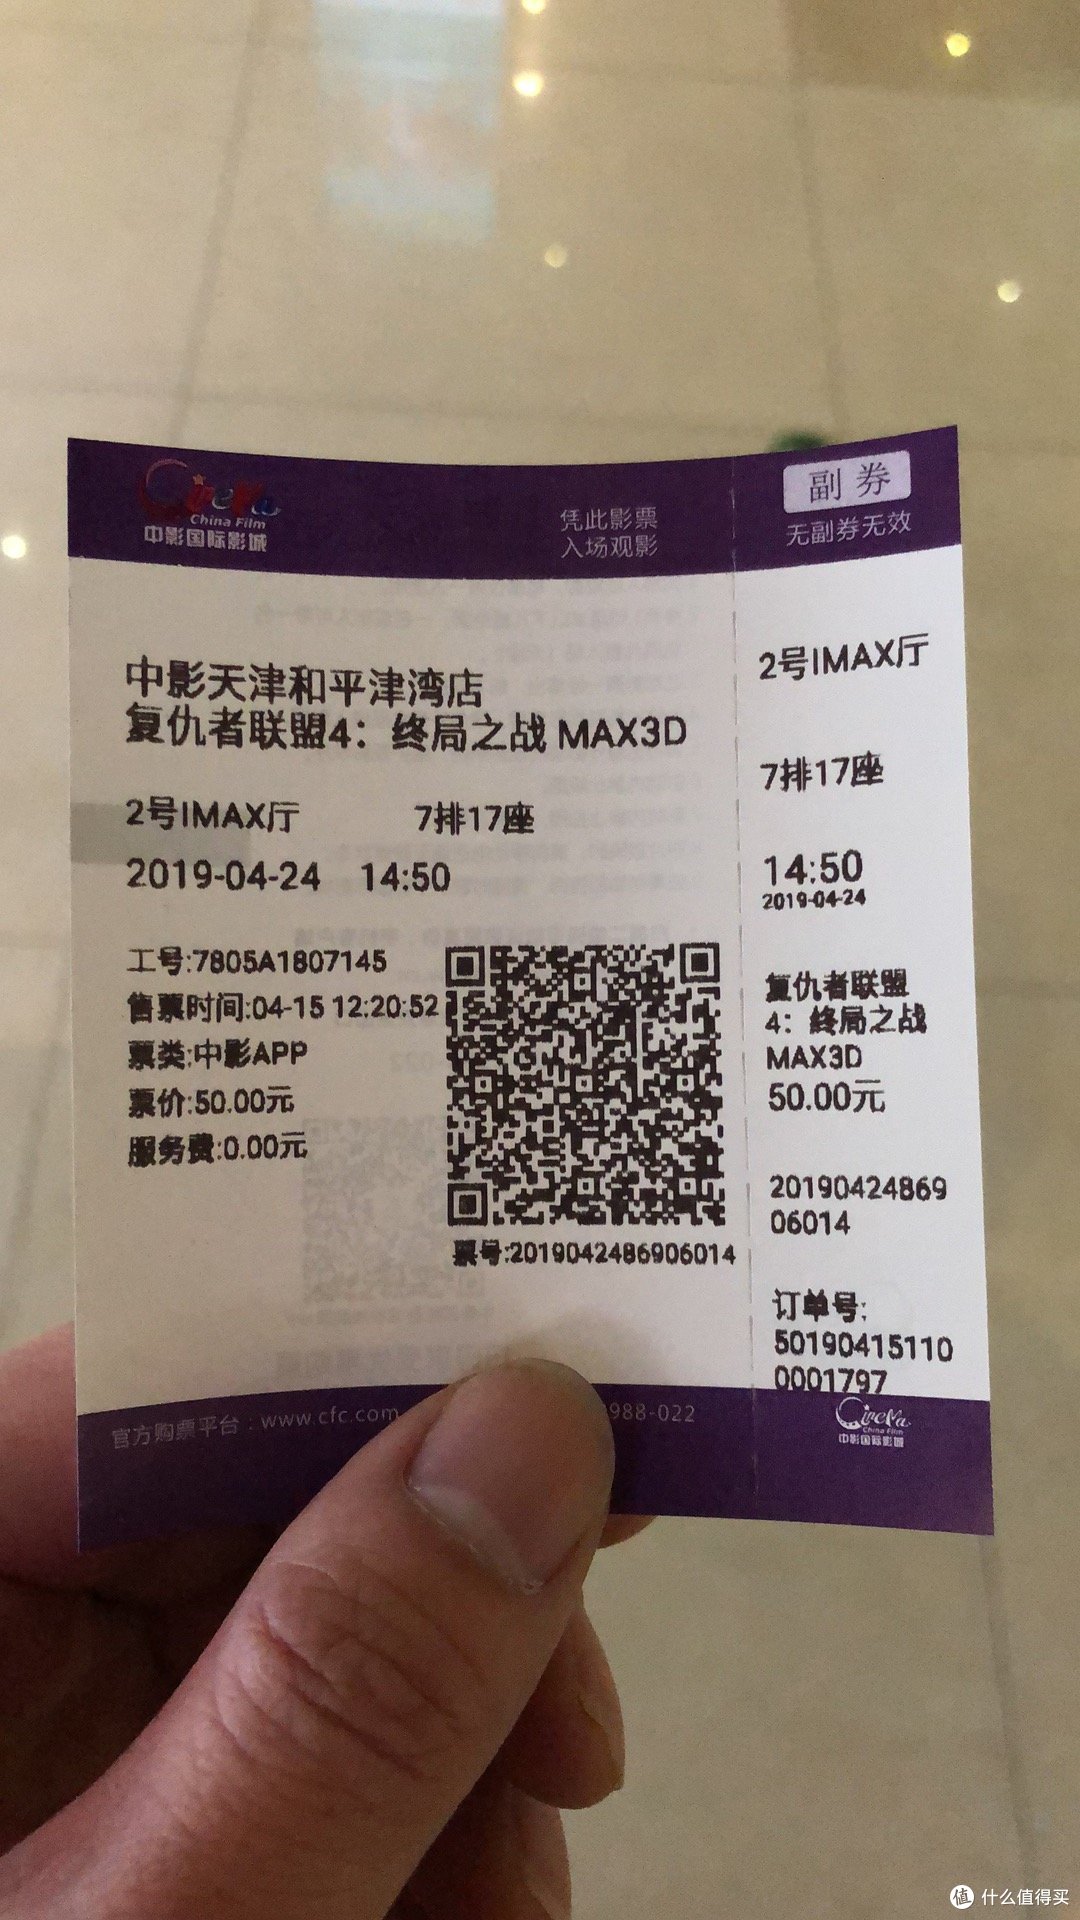 Cinema
China Film
中影国际影城
凭此影票
入场观影
副券
无副券无效
中影天津和平津湾店
复仇者联盟4：终局之战 MAX3D
2号IMAX厅 7排17座
2019-04-24 14:50
工号:7805A1807145
售票时间:04-15 12:20:52
票类:中影APP
票价:50.00元
服务费:0.00元
票号:2019042486906014
官方购票平台：www.cfc.com
988-022
2号IMAX厅
7排17座
14:50
2019-04-24
复仇者联盟
4：终局之战
MAX3D
50.00元
20190424869
06014
订单号:
50190415110
0001797
Cinema
China Film
中影国际影城
值 什么值得买